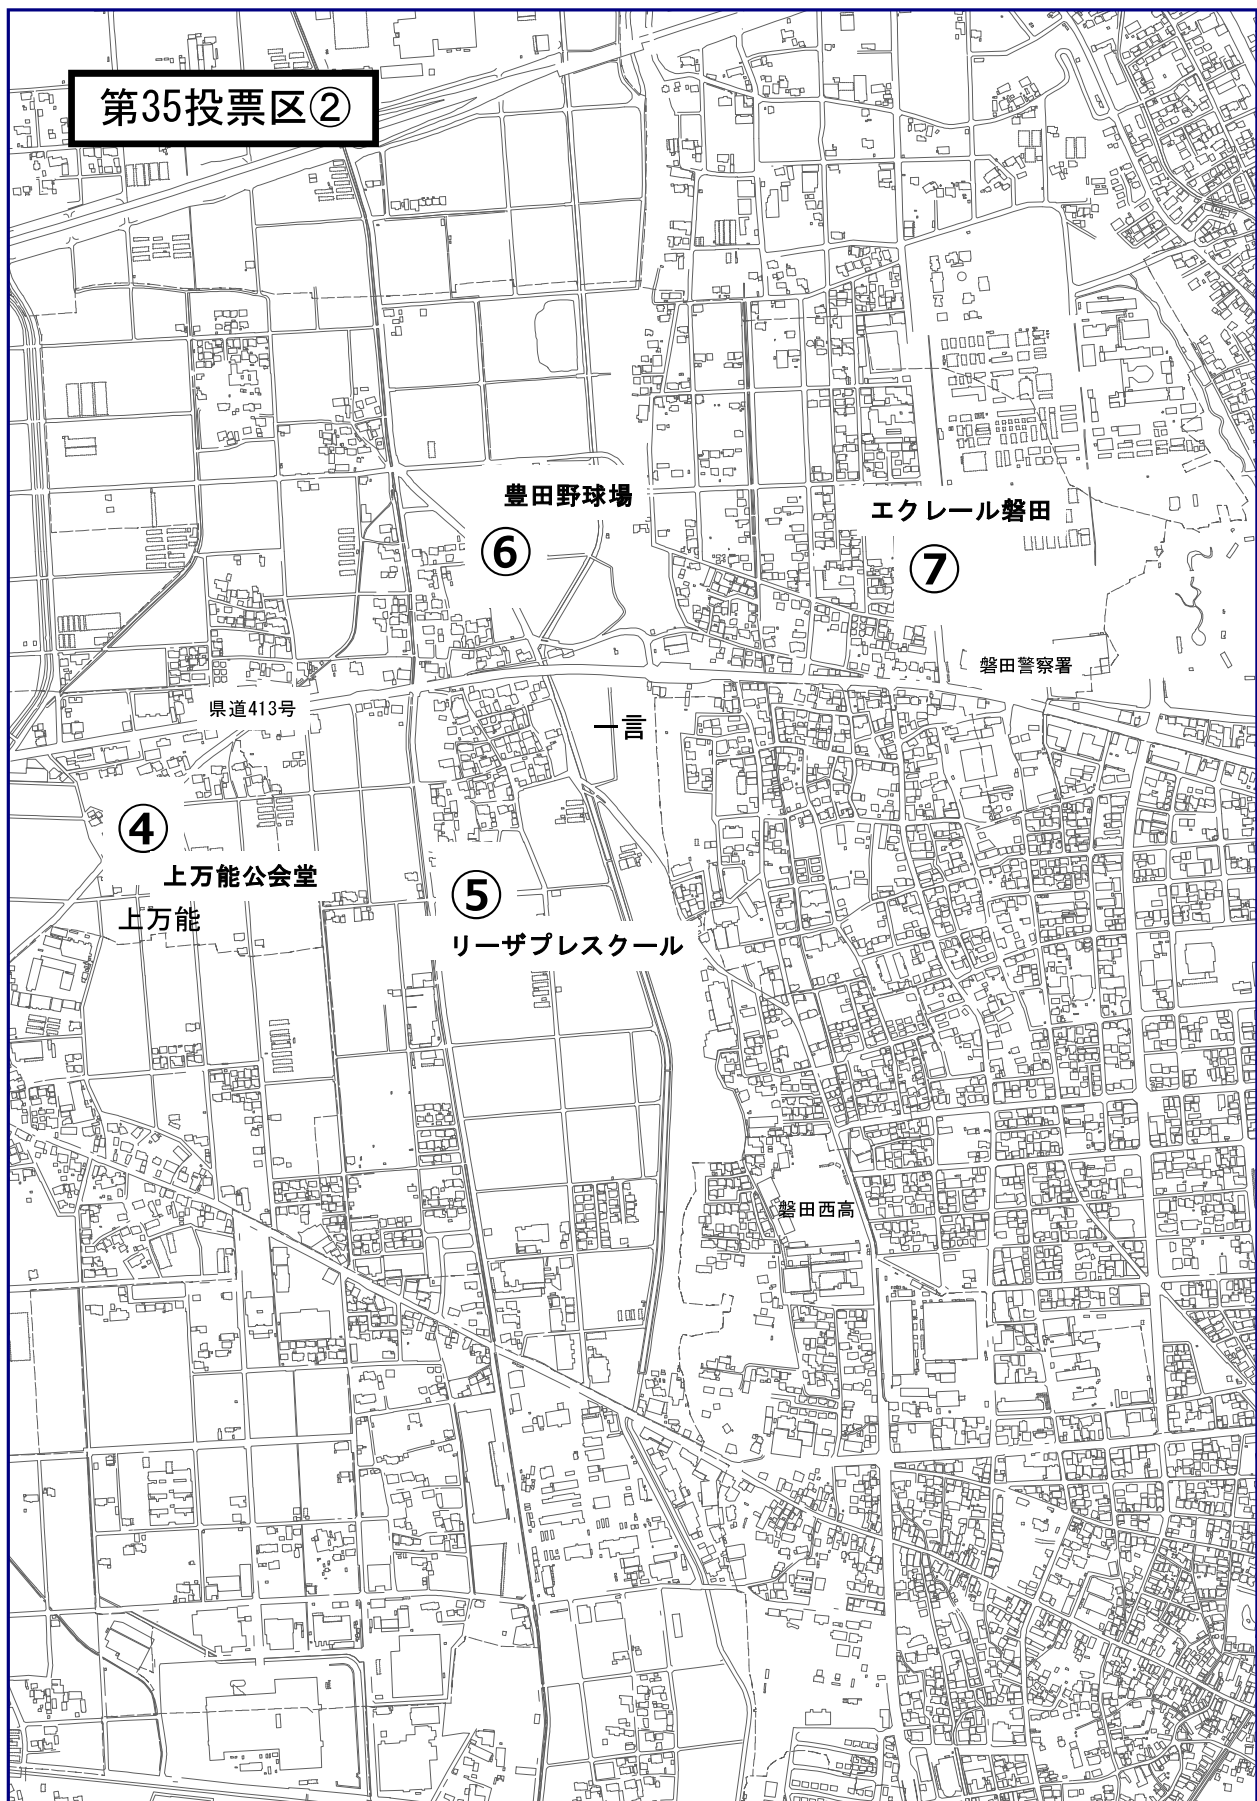 第35投票区②
豊田野球場
⑥
エクレール磐田
⑦
磐田警察署
県道413号
一言
④
上万能公会堂
上万能
⑤
リーザプレスクール
磐田西高